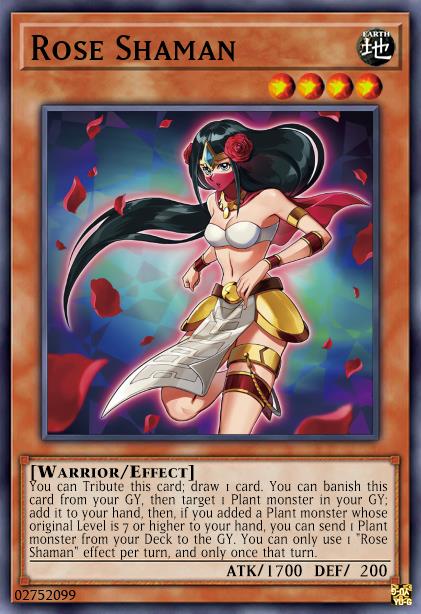 Rose Shaman
EARTH
地
[Warrior/Effect]
You can Tribute this card; draw 1 card. You can banish this
card from your GY, then target 1 Plant monster in your GY;
add it to your hand, then, if you added a Plant monster whose
original Level is 7 or higher to your hand, you can send 1 Plant
monster from your Deck to the GY. You can only use 1 "Rose
Shaman" effect per turn, and only once that turn.
ATK/1700 DEF/ 200
02752099